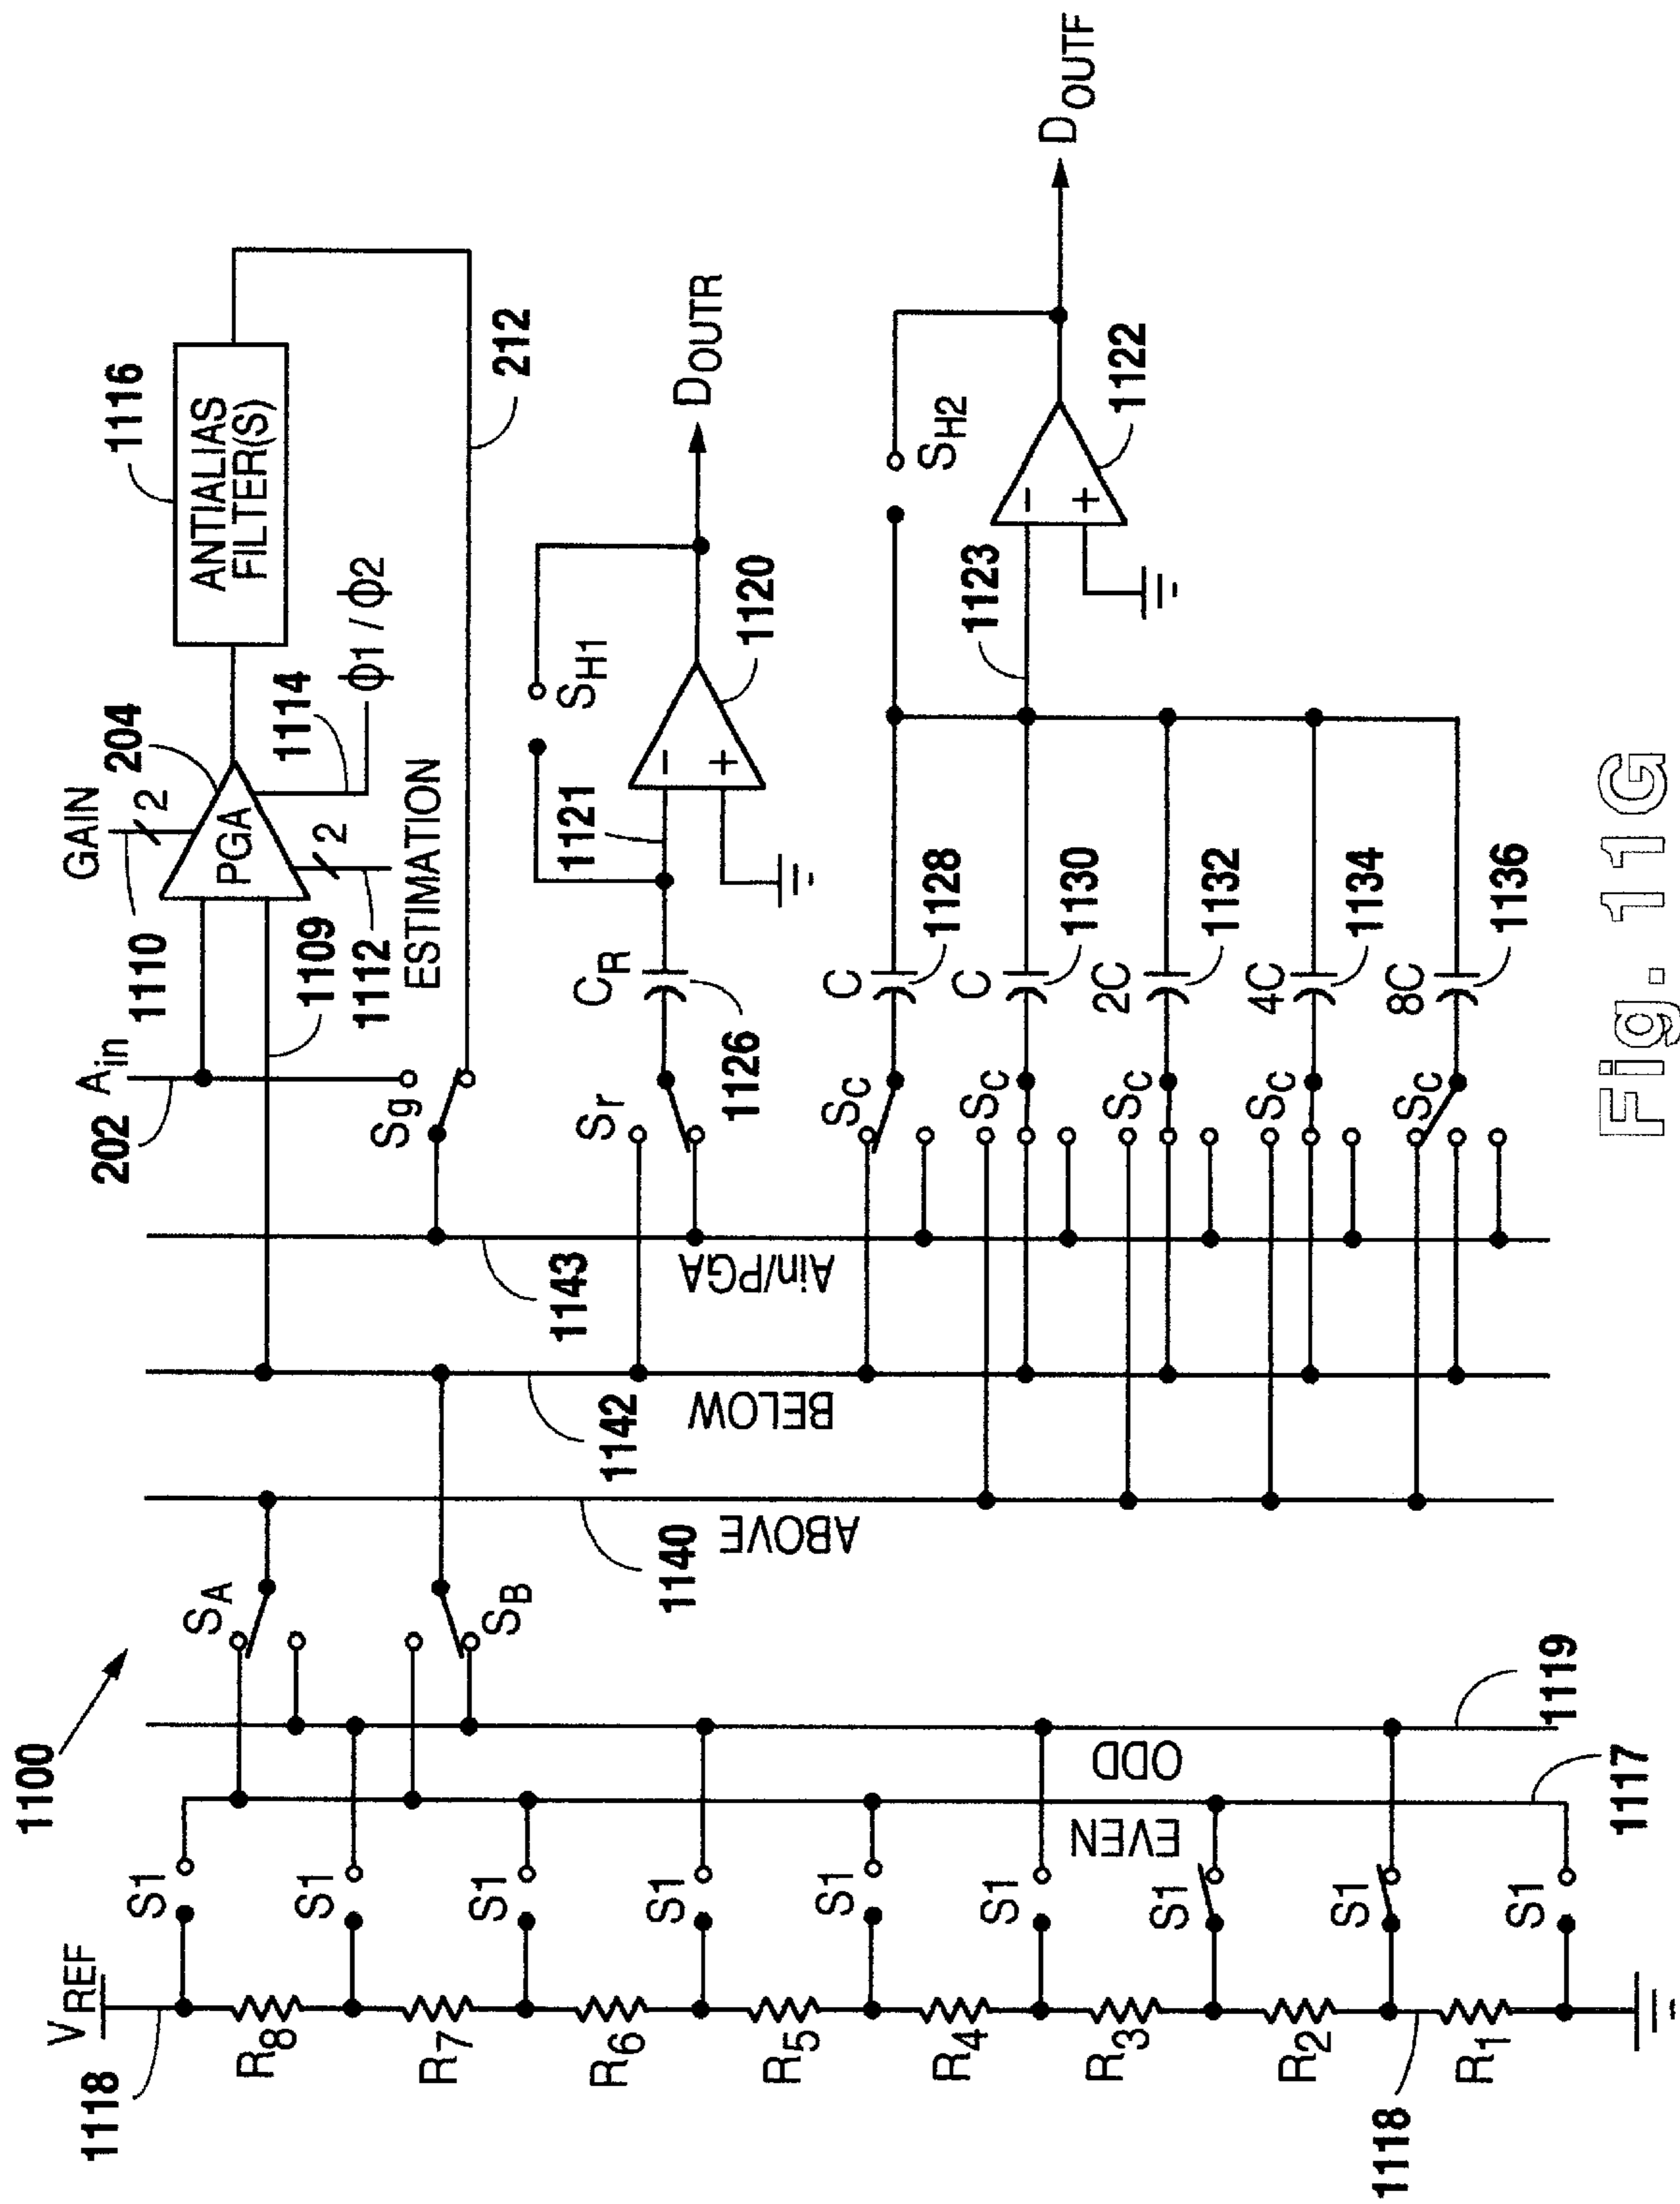 1100
V REF
1118
R8
R7
R6
R5
R4
R3
R2
R1
1118
S1
S1
S1
S1
S1
S1
S1
S1
S1
EVEN
ODD
1117
1119
SA
SB
ABOVE
1140
BELOW
1142
Ain/PGA
1143
202
Ain
Sg
GAIN
1110
2
204
PGA
1109
1112
2
ESTIMATION
1114
ϕ1 / ϕ2
ANTIALIAS
FILTER(S)
1116
212
Sr
CR
1126
1121
SH1
-
+
1120
DOUTR
SC
SC
SC
SC
SC
C
1128
C
1130
2C
1132
4C
1134
8C
1136
1123
SH2
-
+
1122
DOUTF
Fig. 11G